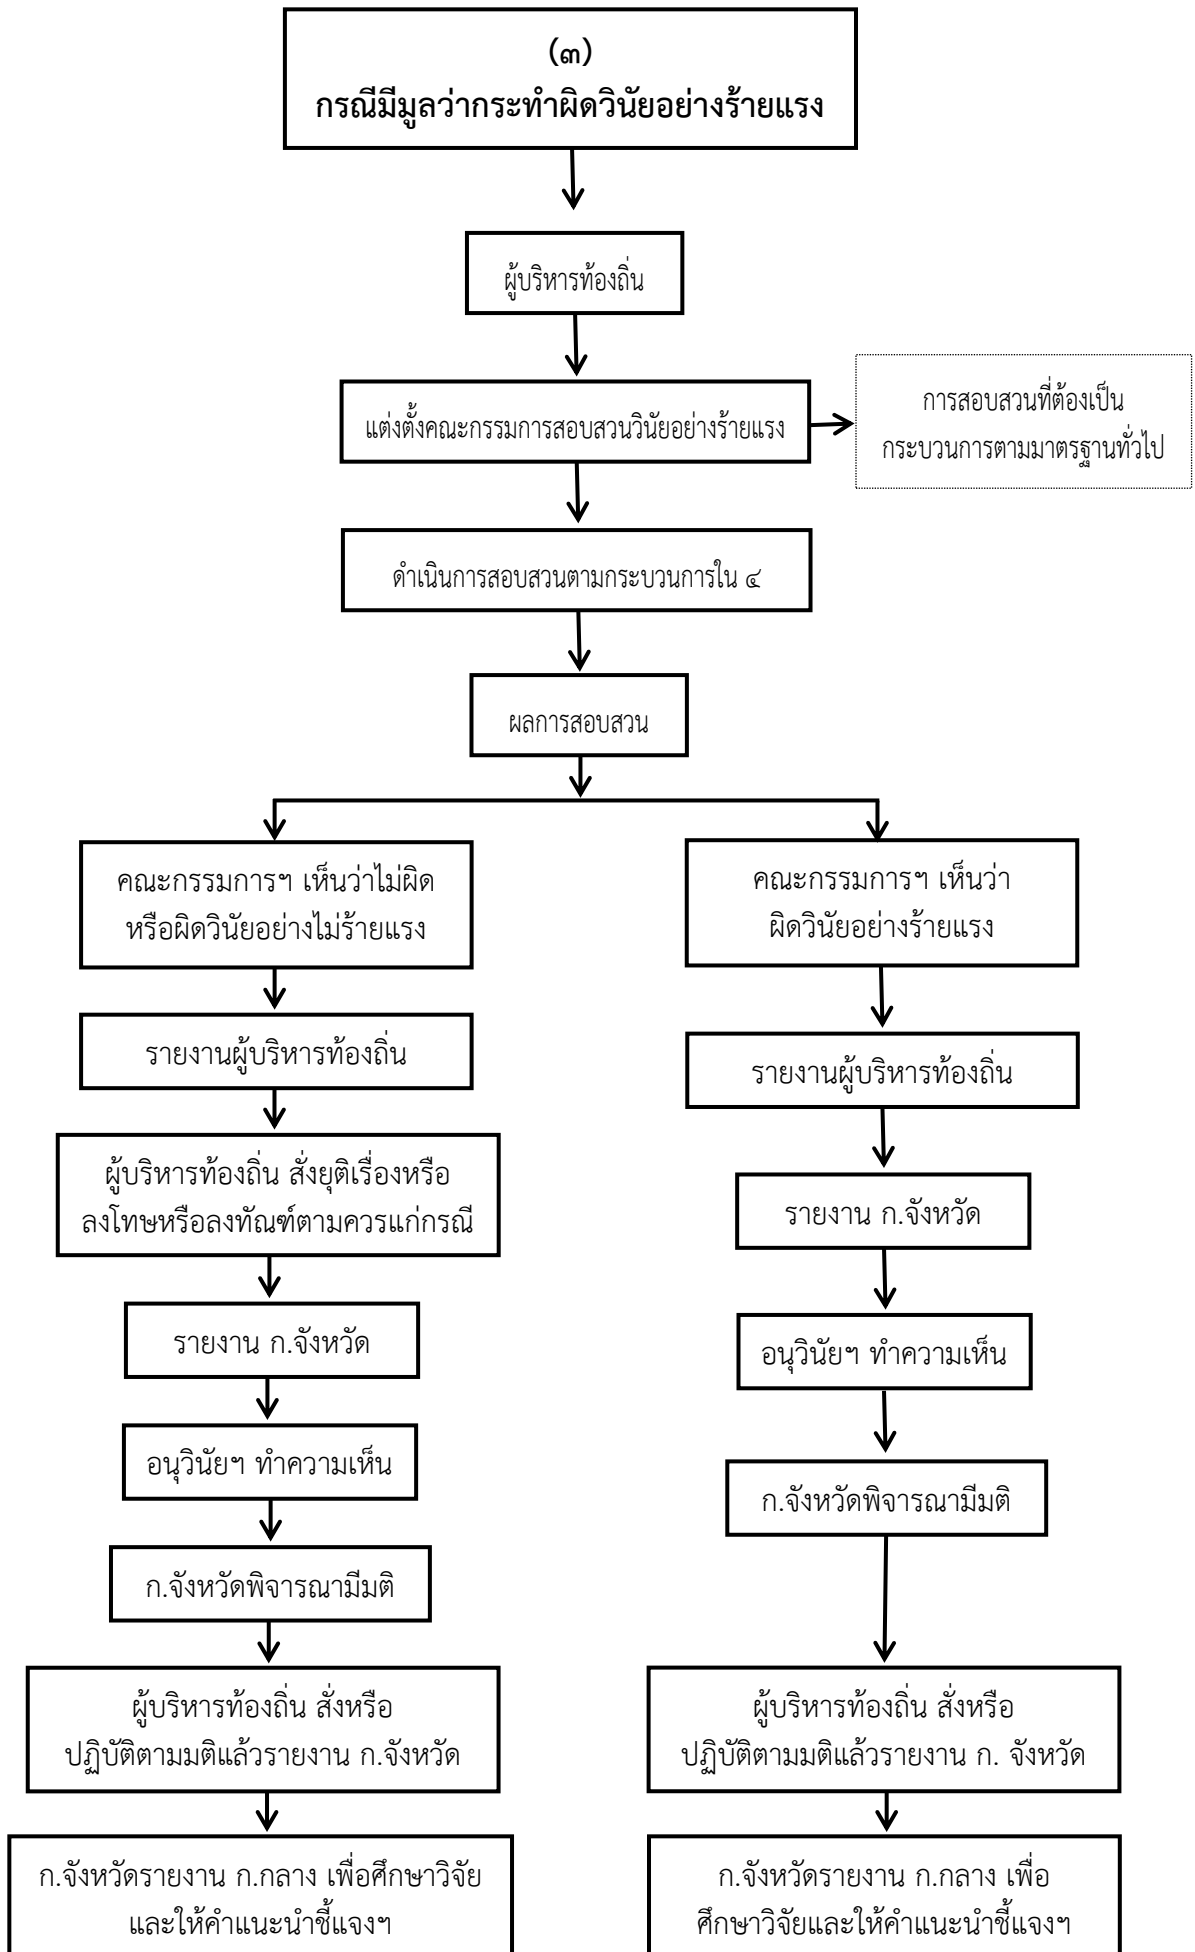 (๓)
กรณีมีมูลว่ากระทำผิดวินัยอย่างร้ายแรง
ผู้บริหารท้องถิ่น
แต่งตั้งคณะกรรมการสอบสวนวินัยอย่างร้ายแรง
การสอบสวนที่ต้องเป็น
กระบวนการตามมาตรฐานทั่วไป
ดำเนินการสอบสวนตามกระบวนการใน ๔
ผลการสอบสวน
คณะกรรมการฯ เห็นว่าไม่ผิด
หรือผิดวินัยอย่างไม่ร้ายแรง
รายงานผู้บริหารท้องถิ่น
ผู้บริหารท้องถิ่น สั่งยุติเรื่องหรือ
ลงโทษหรือลงทัณฑ์ตามควรแก่กรณี
รายงาน ก.จังหวัด
อนุวินัยฯ ทำความเห็น
ก.จังหวัดพิจารณามีมติ
ผู้บริหารท้องถิ่น สั่งหรือ
ปฏิบัติตามมติแล้วรายงาน ก.จังหวัด
ก.จังหวัดรายงาน ก.กลาง เพื่อศึกษาวิจัย
และให้คำแนะนำชี้แจงฯ
คณะกรรมการฯ เห็นว่า
ผิดวินัยอย่างร้ายแรง
รายงานผู้บริหารท้องถิ่น
รายงาน ก.จังหวัด
อนุวินัยฯ ทำความเห็น
ก.จังหวัดพิจารณามีมติ
ผู้บริหารท้องถิ่น สั่งหรือ
ปฏิบัติตามมติแล้วรายงาน ก. จังหวัด
ก.จังหวัดรายงาน ก.กลาง เพื่อ
ศึกษาวิจัยและให้คำแนะนำชี้แจงฯ